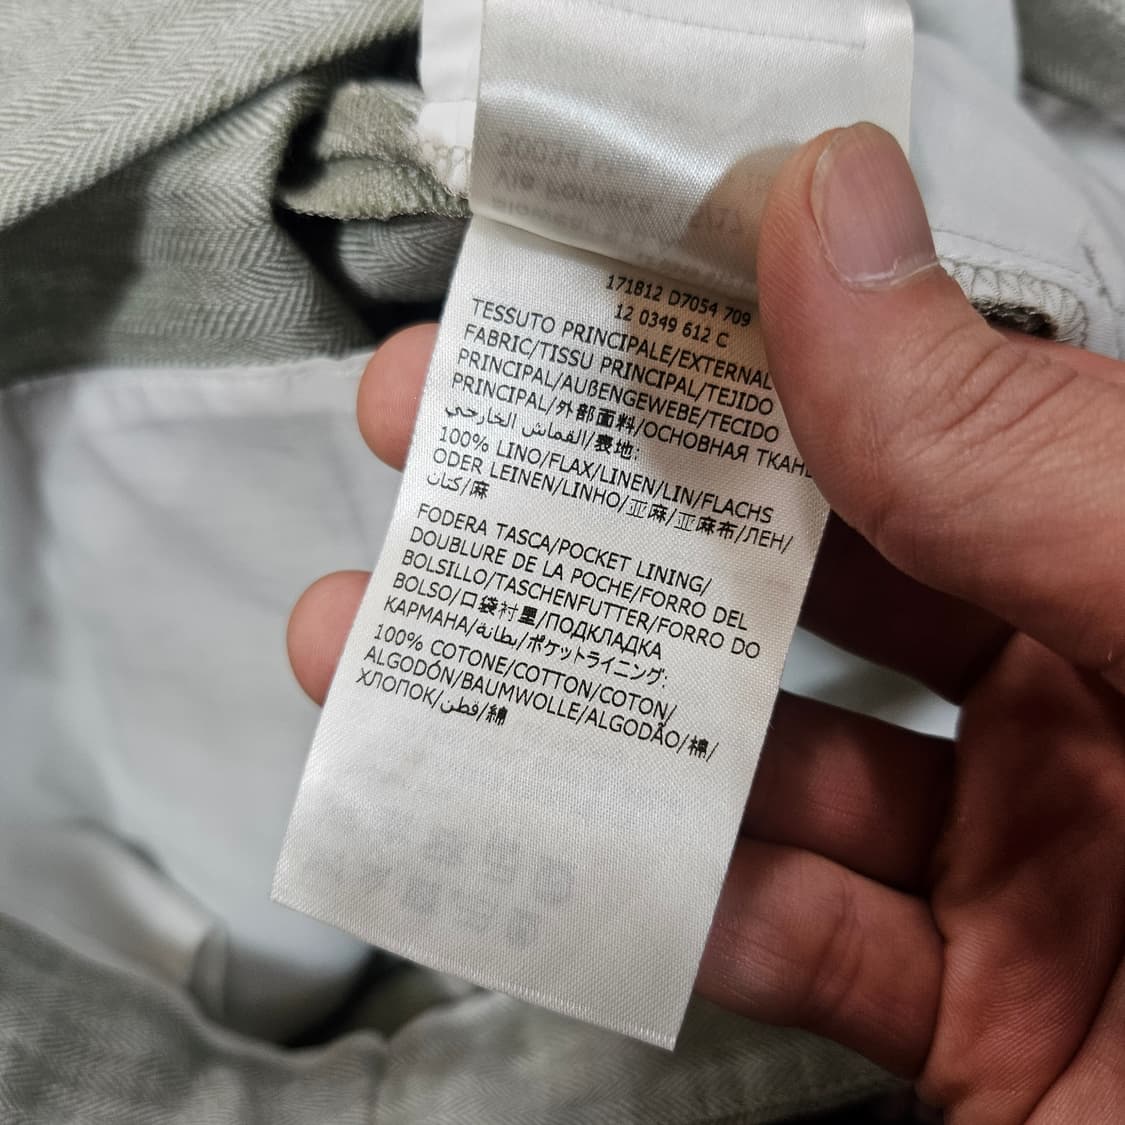 171812 D7054 709
12 0349 612 C
TESSUTO PRINCIPALE/EXTERNAL
FABRIC/TISSU PRINCIPAL/TEJIDO
PRINCIPAL/AUßENGEWEBE/TECIDO
PRINCIPAL/外部面料/ОСНОВНАЯ ТКАНЬ
القماش الخارجي/表地:
100% LINO/FLAX/LINEN/LIN/FLACHS
ODER LEINEN/LINHO/亚麻/亚麻布/ЛЕН/
كتان/麻
FODERA TASCA/POCKET LINING/
DOUBLURE DE LA POCHE/FORRO DEL
BOLSILLO/TASCHENFUTTER/FORRO DO
BOLSO/口袋衬里/ПОДКЛАДКА
КАРМАНА/بطانة/ポケットライニング:
100% COTONE/COTTON/COTON/
ALGODÓN/BAUMWOLLE/ALGODÃO/棉/
ХЛОПОК/قطن/綿